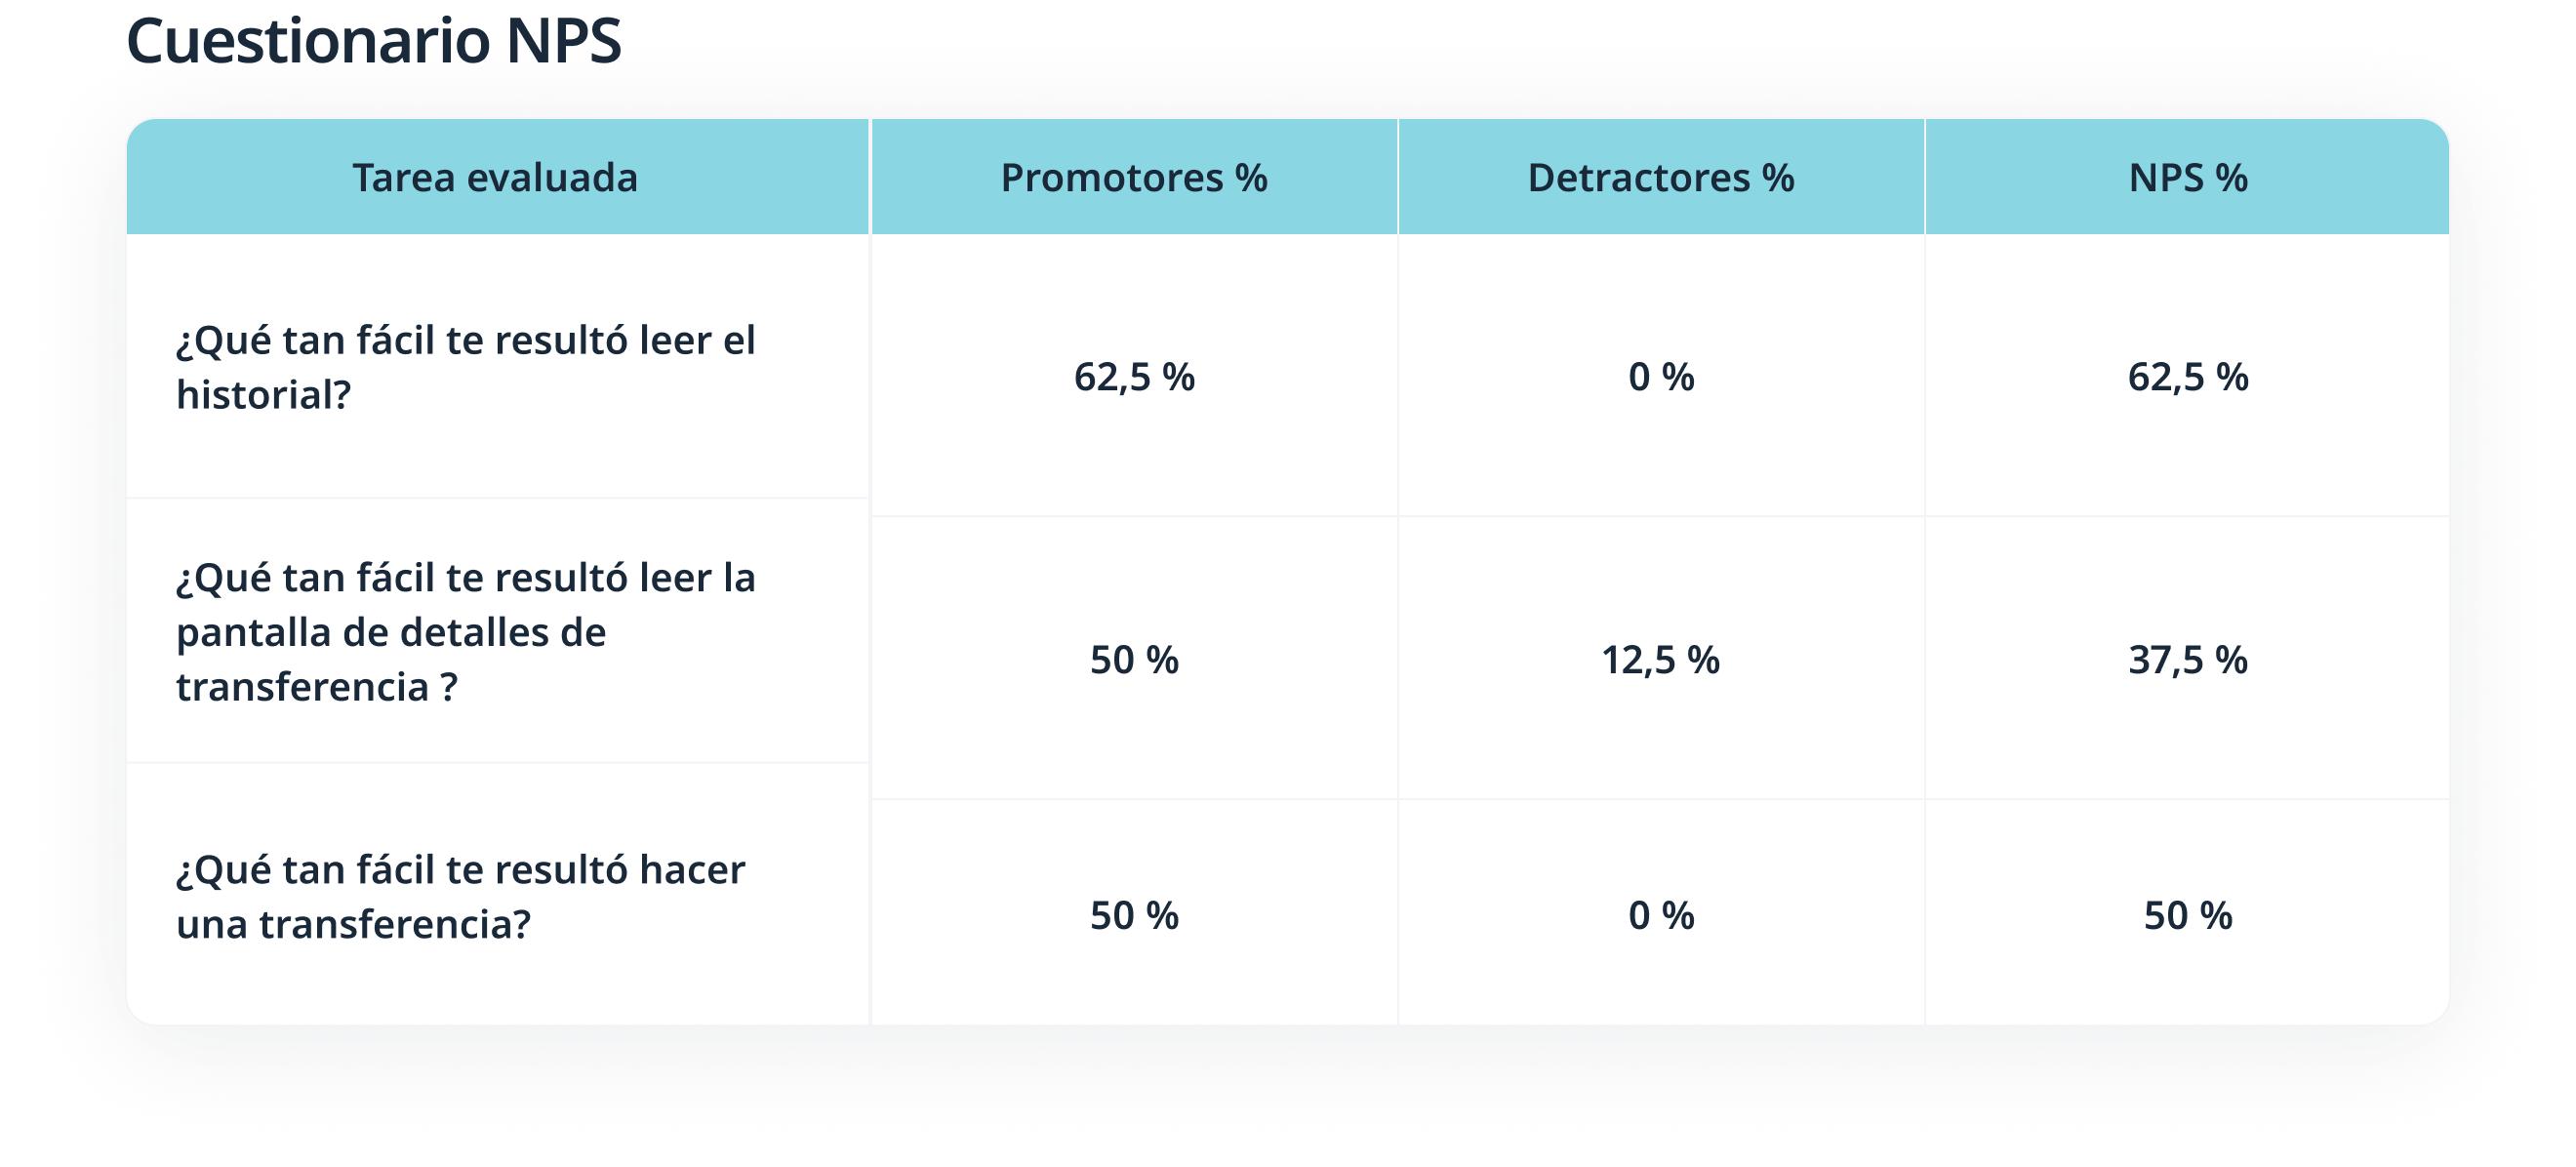 Cuestionario NPS
Tarea evaluada
Promotores %
Detractores %
NPS %
¿Qué tan fácil te resultó leer el
historial?
62,5 %
0 %
62,5 %
¿Qué tan fácil te resultó leer la
pantalla de detalles de
transferencia ?
50 %
12,5 %
37,5 %
¿Qué tan fácil te resultó hacer
una transferencia?
50 %
0 %
50 %